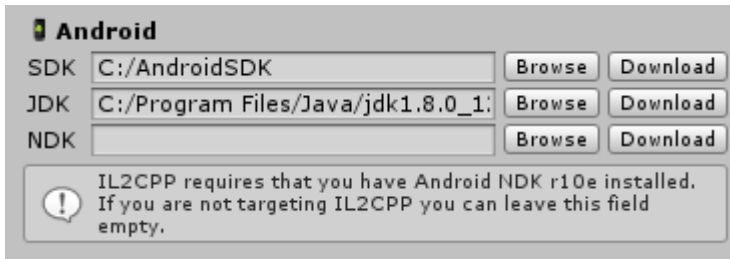 Android
SDK C:/AndroidSDK Browse Download
JDK C:/Program Files/Java/jdk1.8.0_1 Browse Download
NDK Browse Download
IL2CPP requires that you have Android NDK r10e installed.
If you are not targeting IL2CPP you can leave this field
empty.